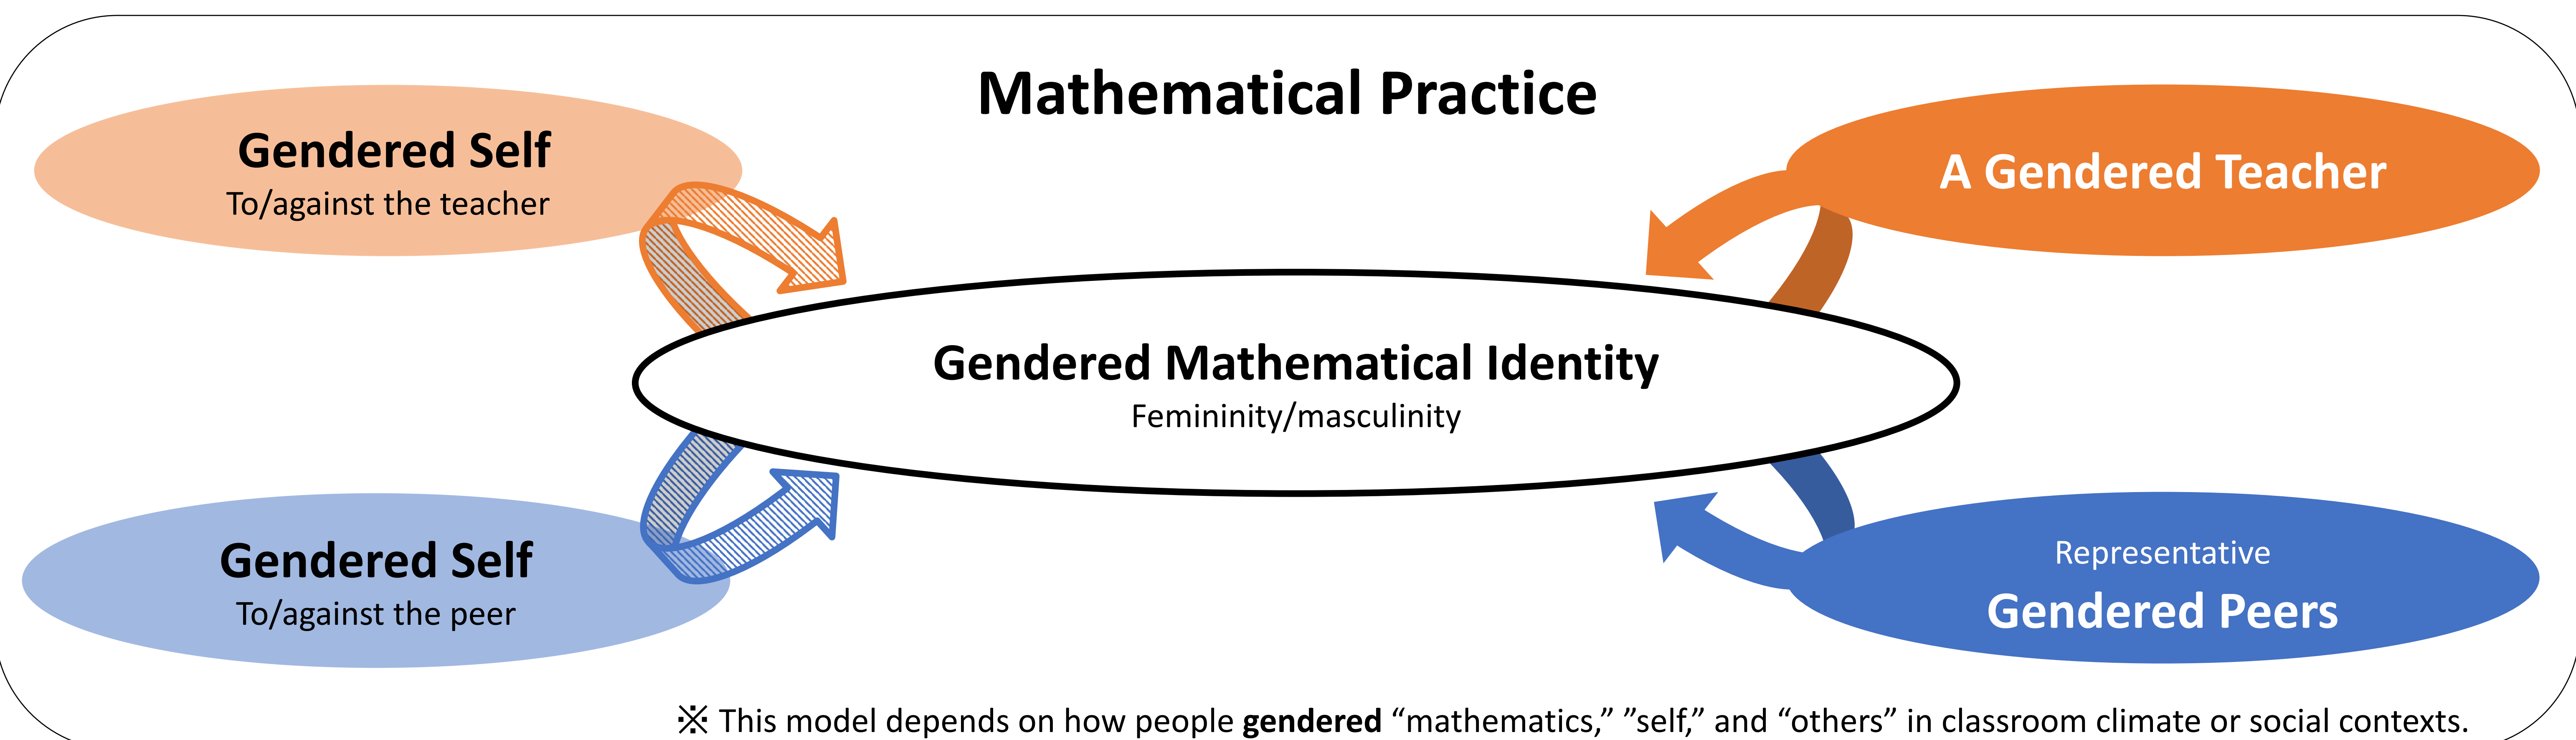 Mathematical Practice
Gendered Self
To/against the teacher
A Gendered Teacher
Gendered Mathematical Identity
Femininity/masculinity
Gendered Self
To/against the peer
Representative
Gendered Peers
※ This model depends on how people gendered “mathematics,” ”self,” and “others” in classroom climate or social contexts.